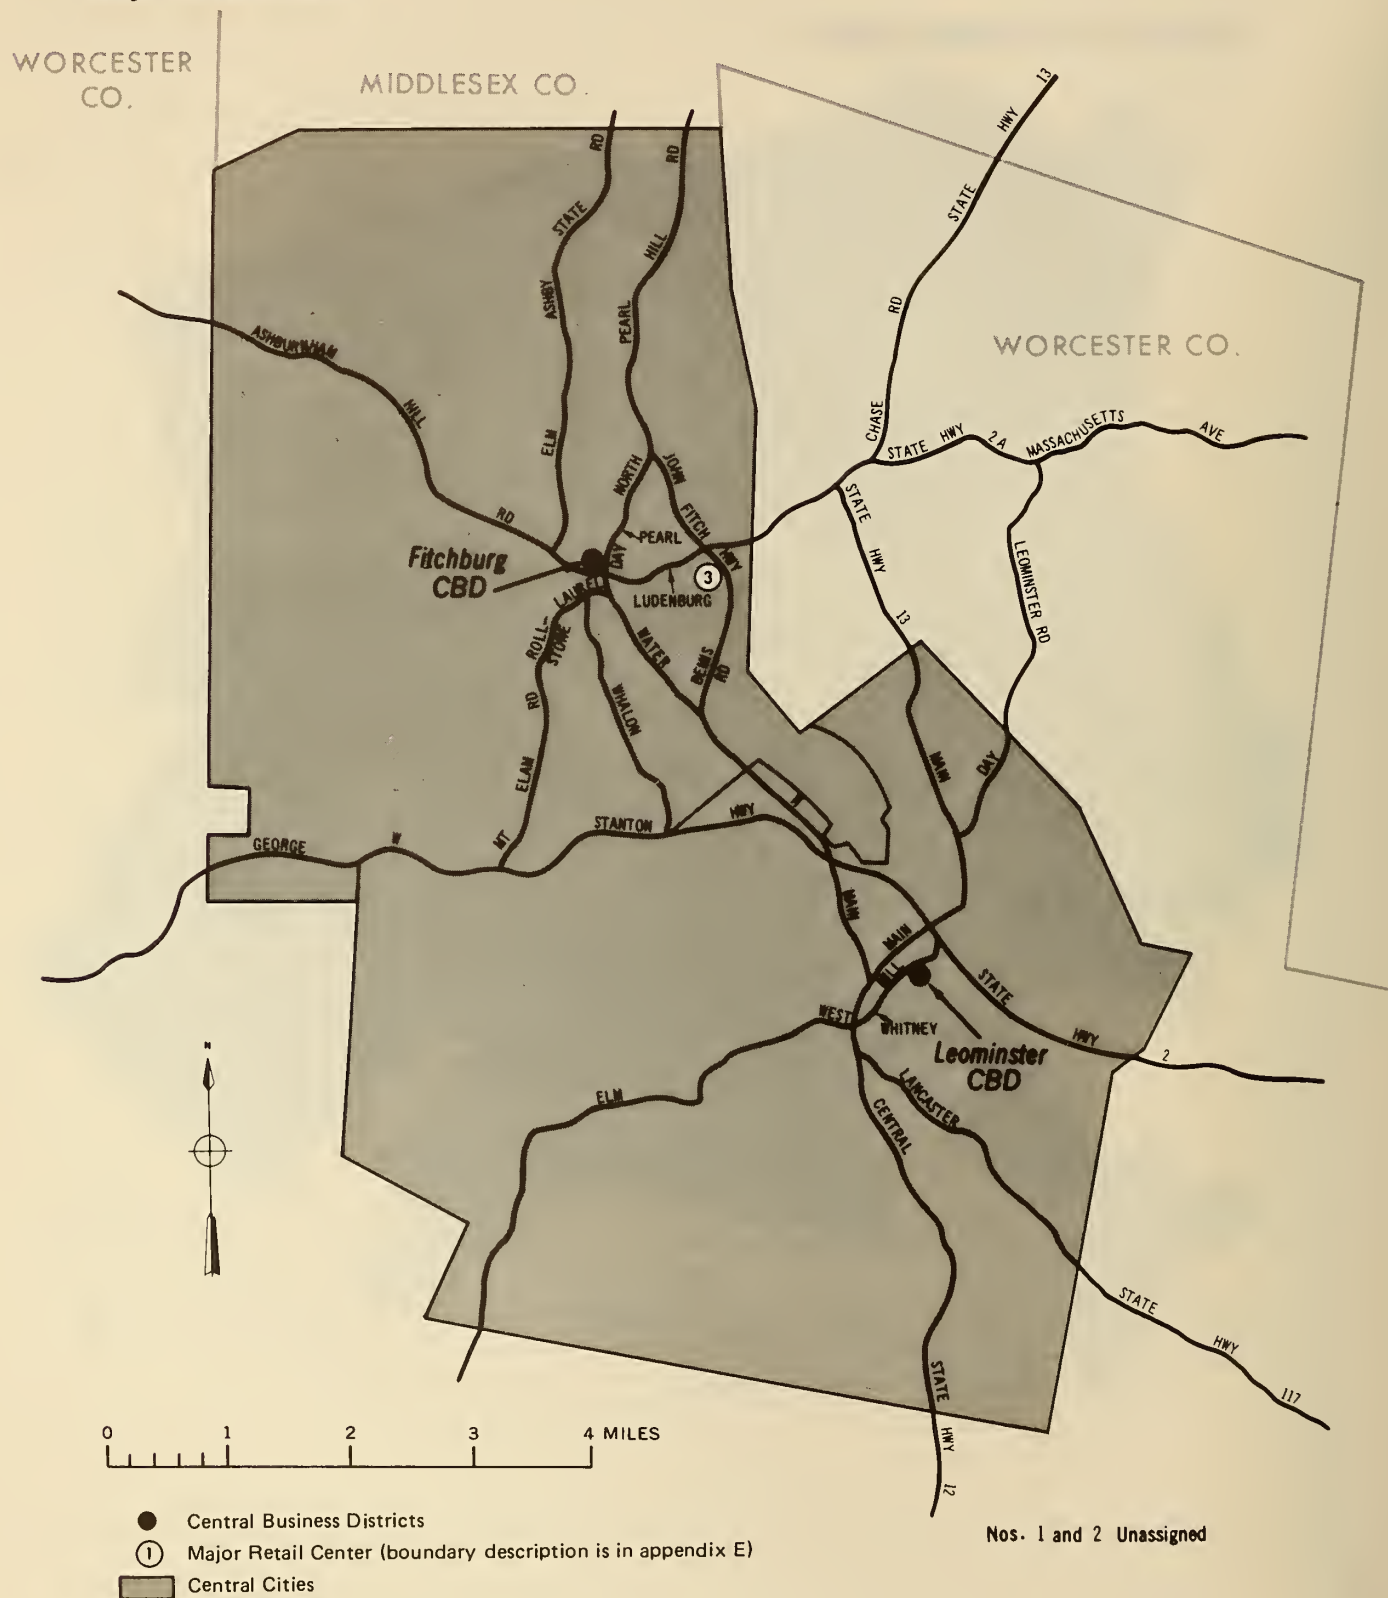 WORCESTER
CO.
MIDDLESEX CO.
13
HWY
STATE
RD
CHASE
WORCESTER CO.
RD
STATE
ASHBY
ELM
RD
HILL
PEARL
ASHBURNHAM
HILL
RD
STATE HWY 2A MASSACHUSETTS AVE
NORTH
JOHN
FITCH
HWY
PEARL
DAY
Fitchburg
CBD
3
LAUREL
LUDENBURG
STATE
HWY
13
LEOMINSTER RD
ROLL-
STONE
WATER
BEMIS
RD
RD
WHALON
ELAM
MT
MAIN
DAY
GEORGE W STANTON HWY
MAIN
MAIN
MILL
STATE
HWY
2
WEST
WHITNEY
Leominster
CBD
ELM
LANCASTER
CENTRAL
N
STATE
HWY
117
STATE
HWY
12
0 1 2 3 4 MILES
Central Business Districts
1 Major Retail Center (boundary description is in appendix E)
Central Cities
Nos. 1 and 2 Unassigned